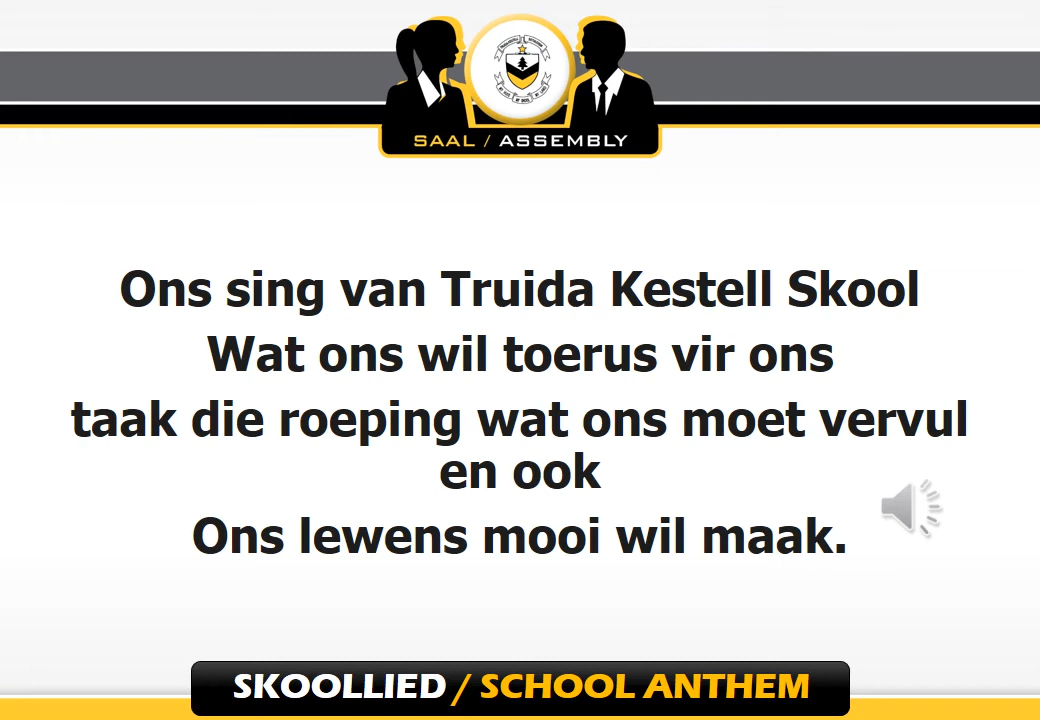 SAAL / ASSEMBLY
Ons sing van Truida Kestell Skool
Wat ons wil toerus vir ons
taak die roeping wat ons moet vervul
en ook
Ons lewens mooi wil maak.
SKOOLLIED / SCHOOL ANTHEM